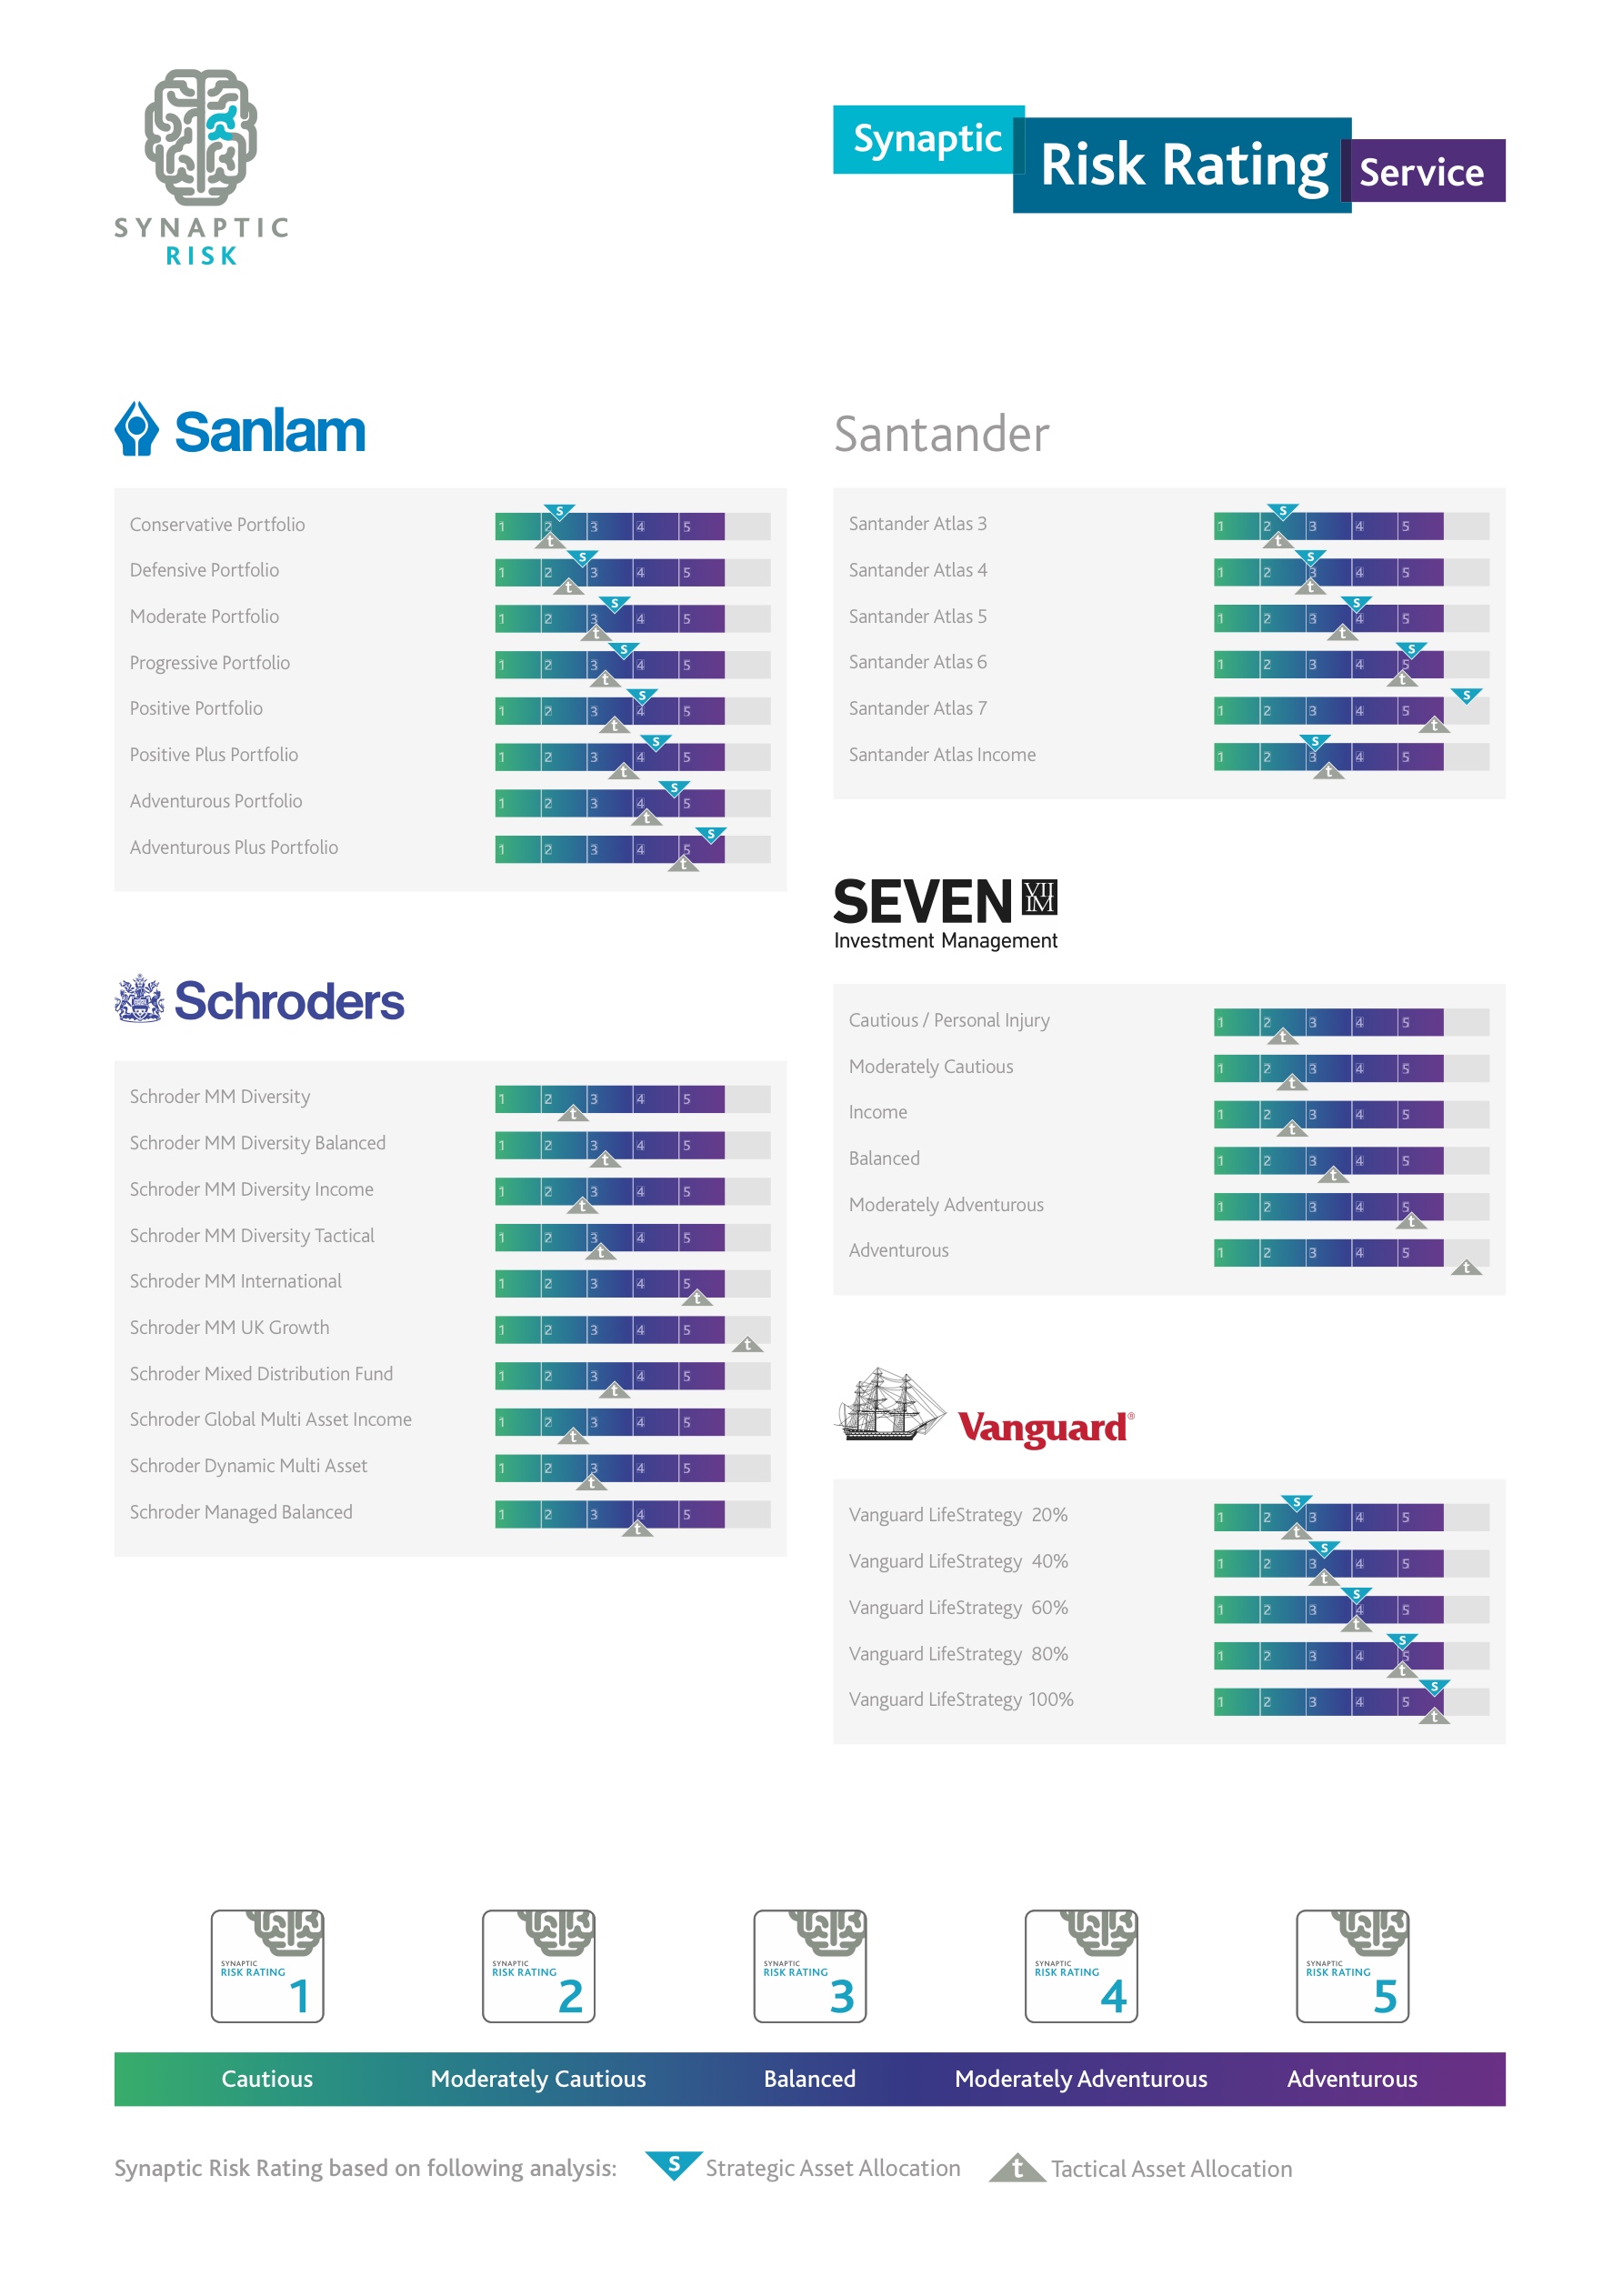 SYNAPTIC
RISK
Synaptic Risk Rating Service
Sanlam
Conservative Portfolio 1 2 3 4 5 s t
Defensive Portfolio 1 2 3 4 5 s t
Moderate Portfolio 1 2 3 4 5 s t
Progressive Portfolio 1 2 3 4 5 s t
Positive Portfolio 1 2 3 4 5 s t
Positive Plus Portfolio 1 2 3 4 5 s t
Adventurous Portfolio 1 2 3 4 5 s t
Adventurous Plus Portfolio 1 2 3 4 5 s t
Schroders
Schroder MM Diversity 1 2 3 4 5 t
Schroder MM Diversity Balanced 1 2 3 4 5 t
Schroder MM Diversity Income 1 2 3 4 5 t
Schroder MM Diversity Tactical 1 2 3 4 5 t
Schroder MM International 1 2 3 4 5 t
Schroder MM UK Growth 1 2 3 4 5 t
Schroder Mixed Distribution Fund 1 2 3 4 5 t
Schroder Global Multi Asset Income 1 2 3 4 5 t
Schroder Dynamic Multi Asset 1 2 3 4 5 t
Schroder Managed Balanced 1 2 3 4 5 t
Santander
Santander Atlas 3 1 2 3 4 5 s t
Santander Atlas 4 1 2 3 4 5 s t
Santander Atlas 5 1 2 3 4 5 s t
Santander Atlas 6 1 2 3 4 5 s t
Santander Atlas 7 1 2 3 4 5 s t
Santander Atlas Income 1 2 3 4 5 s t
SEVEN VII IM
Investment Management
Cautious / Personal Injury 1 2 3 4 5 t
Moderately Cautious 1 2 3 4 5 t
Income 1 2 3 4 5 t
Balanced 1 2 3 4 5 t
Moderately Adventurous 1 2 3 4 5 t
Adventurous 1 2 3 4 5 t
Vanguard®
Vanguard LifeStrategy 20% 1 2 3 4 5 s t
Vanguard LifeStrategy 40% 1 2 3 4 5 s t
Vanguard LifeStrategy 60% 1 2 3 4 5 s t
Vanguard LifeStrategy 80% 1 2 3 4 5 s t
Vanguard LifeStrategy 100% 1 2 3 4 5 s t
SYNAPTIC
RISK RATING
1
SYNAPTIC
RISK RATING
2
SYNAPTIC
RISK RATING
3
SYNAPTIC
RISK RATING
4
SYNAPTIC
RISK RATING
5
Cautious Moderately Cautious Balanced Moderately Adventurous Adventurous
Synaptic Risk Rating based on following analysis: s Strategic Asset Allocation t Tactical Asset Allocation